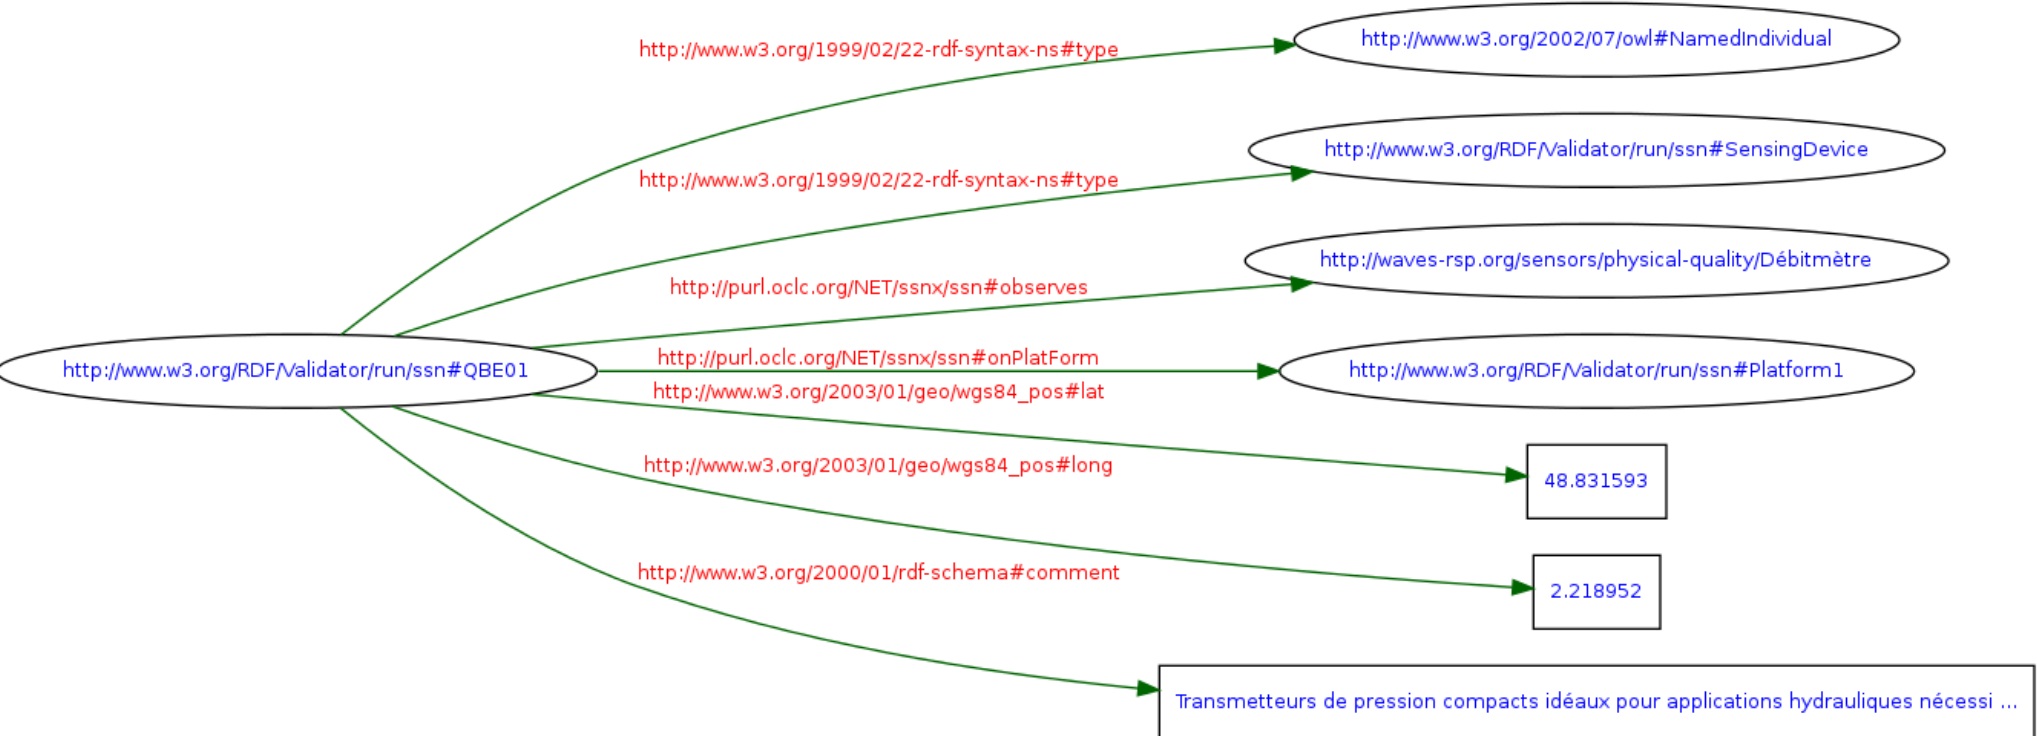 http://www.w3.org/1999/02/22-rdf-syntax-ns#type
http://www.w3.org/2002/07/owl#NamedIndividual
http://www.w3.org/1999/02/22-rdf-syntax-ns#type
http://www.w3.org/RDF/Validator/run/ssn#SensingDevice
http://purl.oclc.org/NET/ssnx/ssn#observes
http://waves-rsp.org/sensors/physical-quality/Débitmètre
http://www.w3.org/RDF/Validator/run/ssn#QBE01
http://purl.oclc.org/NET/ssnx/ssn#onPlatForm
http://www.w3.org/RDF/Validator/run/ssn#Platform1
http://www.w3.org/2003/01/geo/wgs84_pos#lat
48.831593
http://www.w3.org/2003/01/geo/wgs84_pos#long
2.218952
http://www.w3.org/2000/01/rdf-schema#comment
Transmetteurs de pression compacts idéaux pour applications hydrauliques nécessi ...